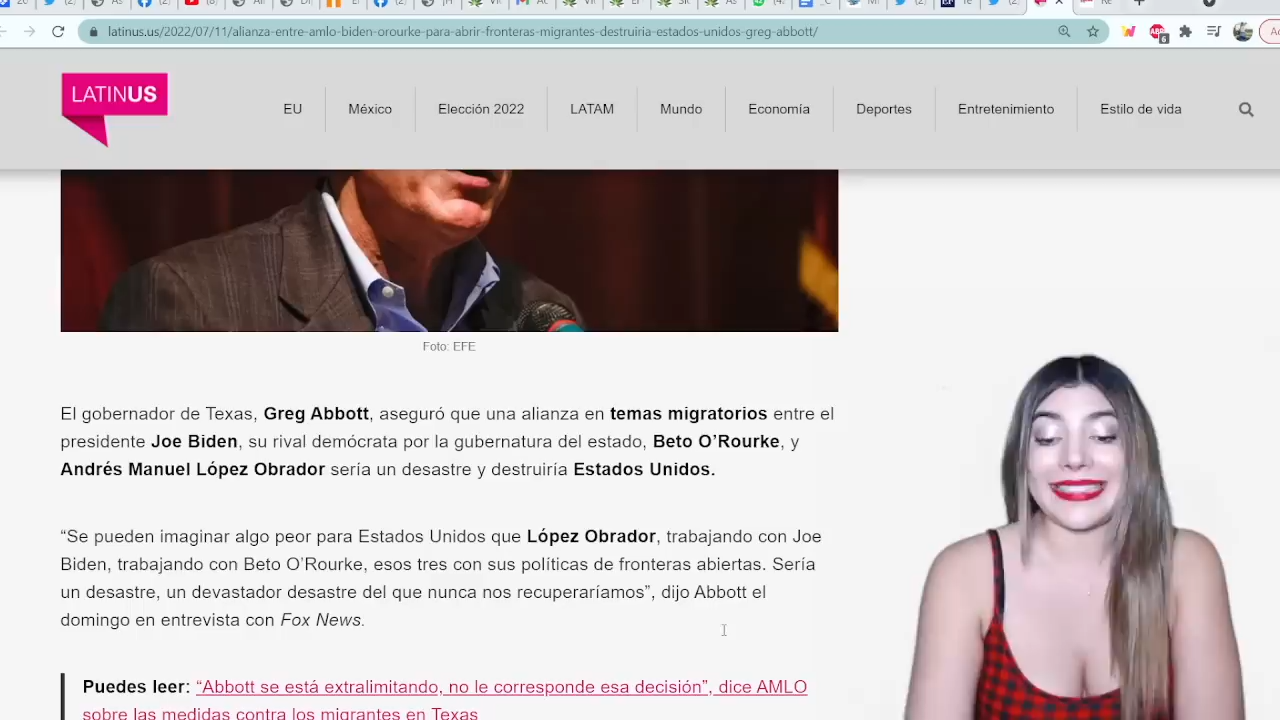 latinus.us/2022/07/11/alianza-entre-amlo-biden-orourke-para-abrir-fronteras-migrantes-destruiria-estados-unidos-greg-abbott/
LATINUS
EU México Elección 2022 LATAM Mundo Economía Deportes Entretenimiento Estilo de vida
Foto: EFE
El gobernador de Texas, Greg Abbott, aseguró que una alianza en temas migratorios entre el
presidente Joe Biden, su rival demócrata por la gubernatura del estado, Beto O’Rourke, y
Andrés Manuel López Obrador sería un desastre y destruiría Estados Unidos.
“Se pueden imaginar algo peor para Estados Unidos que López Obrador, trabajando con Joe
Biden, trabajando con Beto O’Rourke, esos tres con sus políticas de fronteras abiertas. Sería
un desastre, un devastador desastre del que nunca nos recuperaríamos”, dijo Abbott el
domingo en entrevista con Fox News.
Puedes leer: “Abbott se está extralimitando, no le corresponde esa decisión”, dice AMLO
sobre las medidas contra los migrantes en Texas